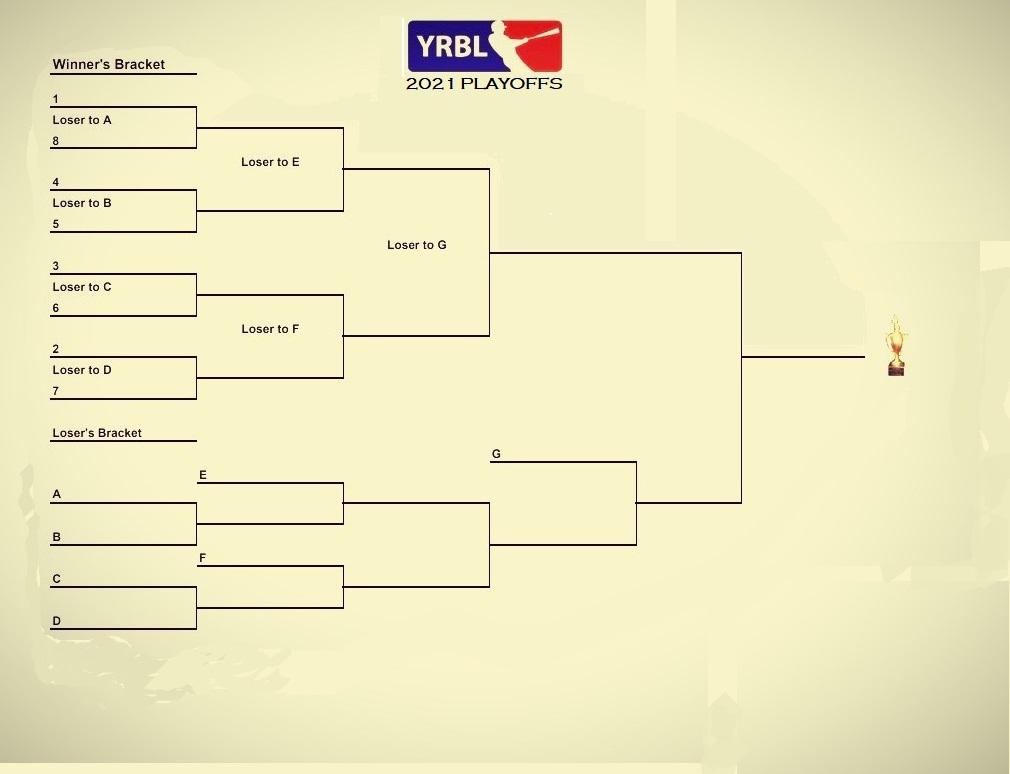 YRBL
2021 PLAYOFFS
Winner's Bracket
1
Loser to A
8
Loser to E
4
Loser to B
5
Loser to G
3
Loser to C
6
Loser to F
2
Loser to D
7
Loser's Bracket
G
E
A
B
F
C
D